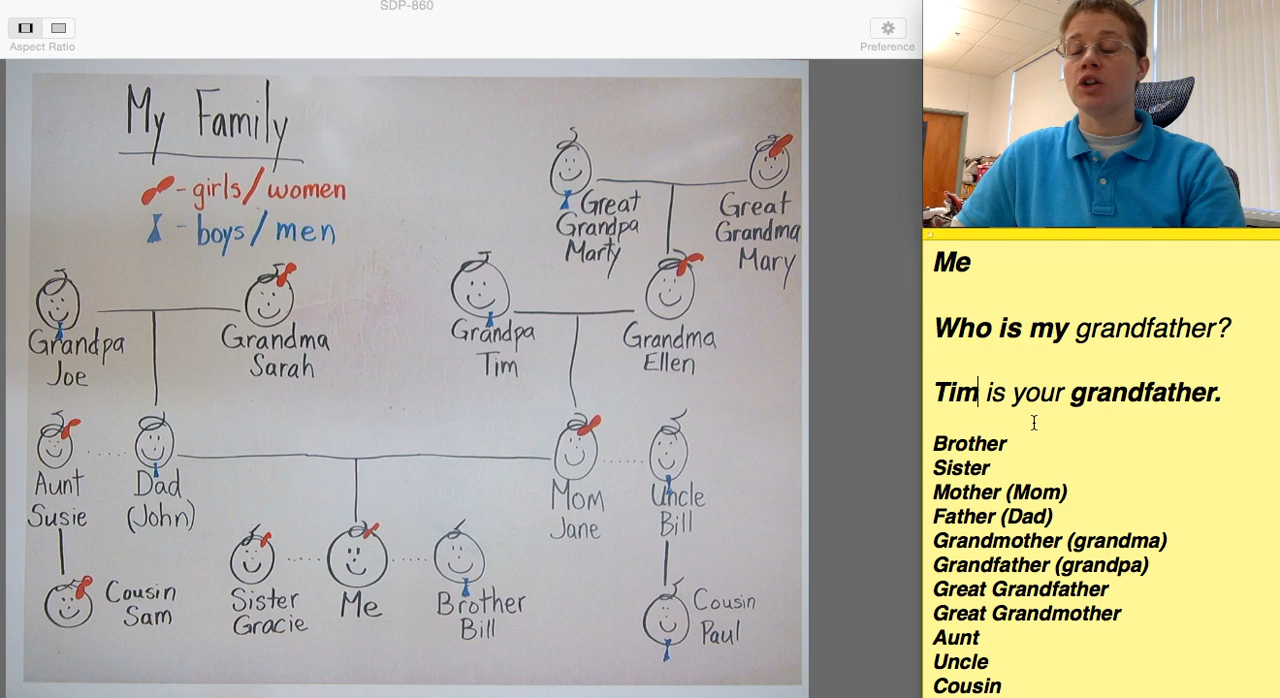 SDP-860
Aspect Ratio
Preference
My Family
- girls/women
- boys/men
Great
Grandpa
Marty
Great
Grandma
Mary
Grandpa
Joe
Grandma
Sarah
Grandpa
Tim
Grandma
Ellen
Aunt
Susie
Dad
(John)
Mom
Jane
Uncle
Bill
Cousin
Sam
Sister
Gracie
Me
Brother
Bill
Cousin
Paul
Me
Who is my grandfather?
Tim is your grandfather.
Brother
Sister
Mother (Mom)
Father (Dad)
Grandmother (grandma)
Grandfather (grandpa)
Great Grandfather
Great Grandmother
Aunt
Uncle
Cousin